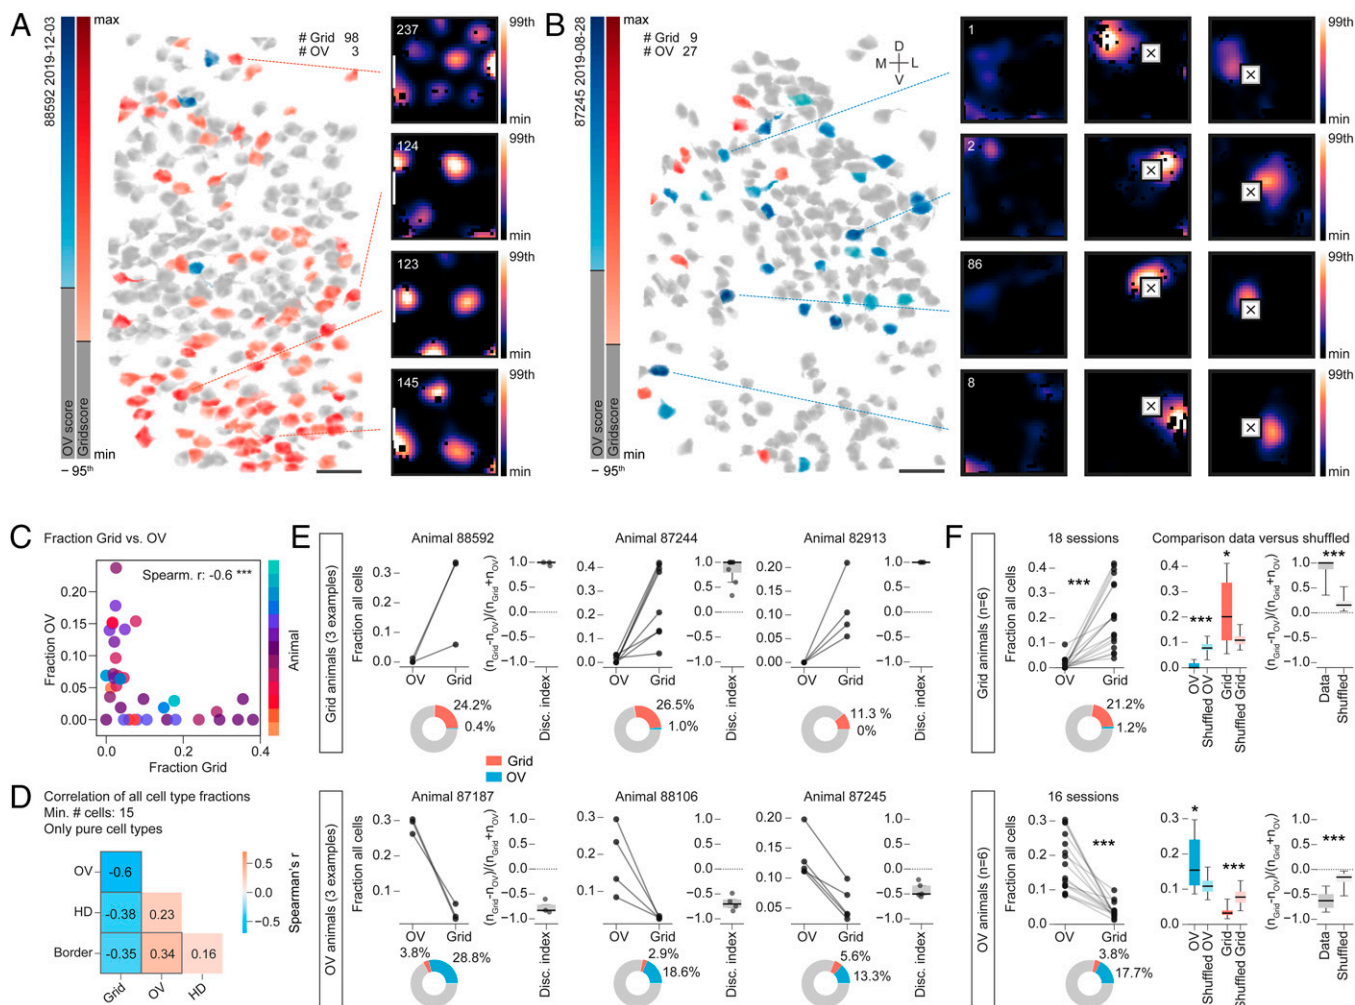 A
88592 2019-12-03
max
# Grid 98
# OV 3
OV score
Gridscore
min
− 95th
237
99th
min
124
99th
min
123
99th
min
145
99th
min
B
87245 2019-08-28
max
# Grid 9
# OV 27
D
M L
V
OV score
Gridscore
min
− 95th
1
99th
min
2
99th
min
86
99th
min
8
99th
min
C
Fraction Grid vs. OV
Spearm. r: -0.6 ***
Fraction OV
0.20
0.15
0.10
0.05
0.00
0.0 0.2 0.4
Fraction Grid
Animal
D
Correlation of all cell type fractions
Min. # cells: 15
Only pure cell types
OV
HD
Border
-0.6
-0.38 0.23
-0.35 0.34 0.16
Grid OV HD
0.5
0.0
−0.5
Spearman's r
E
Grid animals (3 examples)
Animal 88592
Fraction all cells
0.3
0.2
0.1
0.0
OV Grid
24.2%
0.4%
(nGrid-nOV)/(nGrid+nOV)
1.0
0.5
0.0
−0.5
−1.0
Disc. index
Animal 87244
0.4
0.3
0.2
0.1
0.0
OV Grid
26.5%
1.0%
1.0
0.5
0.0
−0.5
−1.0
Disc. index
Animal 82913
0.20
0.15
0.10
0.05
0.00
OV Grid
11.3 %
0%
1.0
0.5
0.0
−0.5
−1.0
Disc. index
Grid
OV
OV animals (3 examples)
Animal 87187
Fraction all cells
0.3
0.2
0.1
OV Grid
3.8%
28.8%
(nGrid-nOV)/(nGrid+nOV)
1.0
0.5
0.0
−0.5
−1.0
Disc. index
Animal 88106
0.3
0.2
0.1
OV Grid
2.9%
18.6%
1.0
0.5
0.0
−0.5
−1.0
Disc. index
Animal 87245
0.20
0.15
0.10
0.05
OV Grid
5.6%
13.3%
1.0
0.5
0.0
−0.5
−1.0
Disc. index
F
Grid animals (n=6)
18 sessions
Fraction all cells
0.4
0.3
0.2
0.1
0.0
***
OV Grid
21.2%
1.2%
Comparison data versus shuffled
0.4
0.3
0.2
0.1
0.0
***
*
OV
Shuffled OV
Grid
Shuffled Grid
(nGrid-nOV)/(nGrid+nOV)
1.0
0.5
0.0
−0.5
−1.0
***
Data
Shuffled
OV animals (n=6)
16 sessions
Fraction all cells
0.3
0.2
0.1
0.0
***
OV Grid
3.8%
17.7%
0.3
0.2
0.1
0.0
*
***
OV
Shuffled OV
Grid
Shuffled Grid
(nGrid-nOV)/(nGrid+nOV)
1.0
0.5
0.0
−0.5
−1.0
***
Data
Shuffled